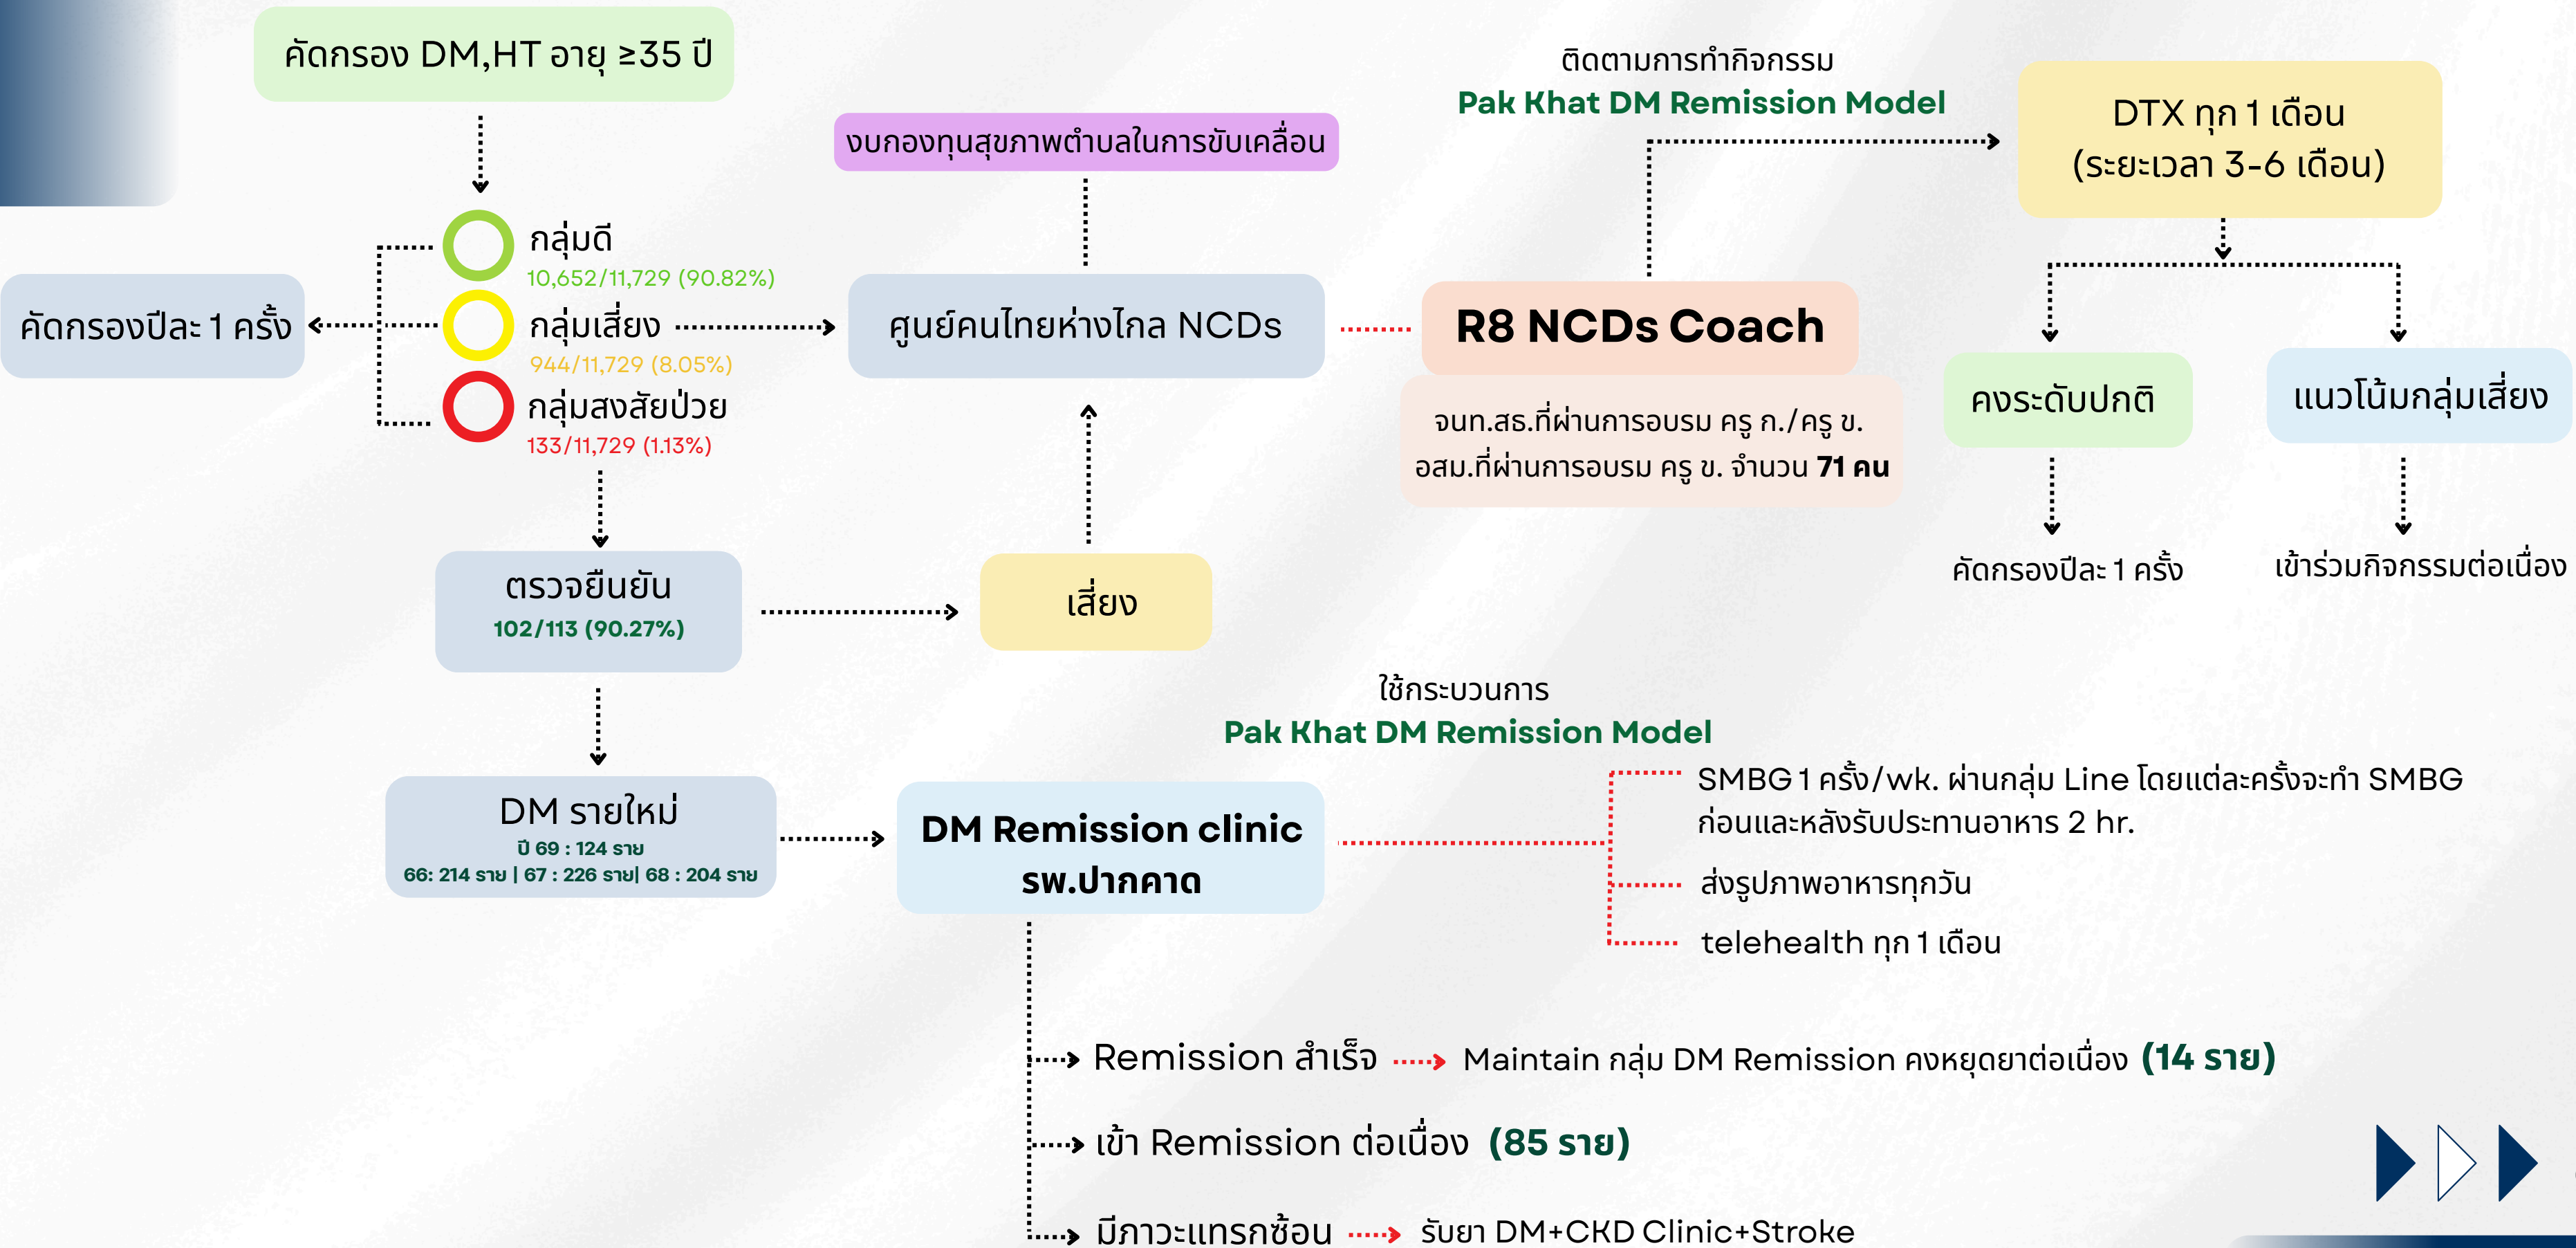 คัดกรอง DM,HT อายุ ≥35 ปี
กลุ่มดี
10,652/11,729 (90.82%)
กลุ่มเสี่ยง
944/11,729 (8.05%)
กลุ่มสงสัยป่วย
133/11,729 (1.13%)
คัดกรองปีละ 1 ครั้ง
งบกองทุนสุขภาพตำบลในการขับเคลื่อน
ศูนย์คนไทยห่างไกล NCDs
ติดตามการทำกิจกรรม
Pak Khat DM Remission Model
R8 NCDs Coach
จนท.สธ.ที่ผ่านการอบรม ครู ก./ครู ข.
อสม.ที่ผ่านการอบรม ครู ข. จำนวน 71 คน
DTX ทุก 1 เดือน
(ระยะเวลา 3-6 เดือน)
คงระดับปกติ
แนวโน้มกลุ่มเสี่ยง
คัดกรองปีละ 1 ครั้ง
เข้าร่วมกิจกรรมต่อเนื่อง
ตรวจยืนยัน
102/113 (90.27%)
เสี่ยง
DM รายใหม่
ปี 69 : 124 ราย
66: 214 ราย | 67 : 226 ราย| 68 : 204 ราย
DM Remission clinic
รพ.ปากคาด
ใช้กระบวนการ
Pak Khat DM Remission Model
SMBG 1 ครั้ง/wk. ผ่านกลุ่ม Line โดยแต่ละครั้งจะทำ SMBG
ก่อนและหลังรับประทานอาหาร 2 hr.
ส่งรูปภาพอาหารทุกวัน
telehealth ทุก 1 เดือน
Remission สำเร็จ
Maintain กลุ่ม DM Remission คงหยุดยาต่อเนื่อง (14 ราย)
เข้า Remission ต่อเนื่อง (85 ราย)
มีภาวะแทรกซ้อน
รับยา DM+CKD Clinic+Stroke